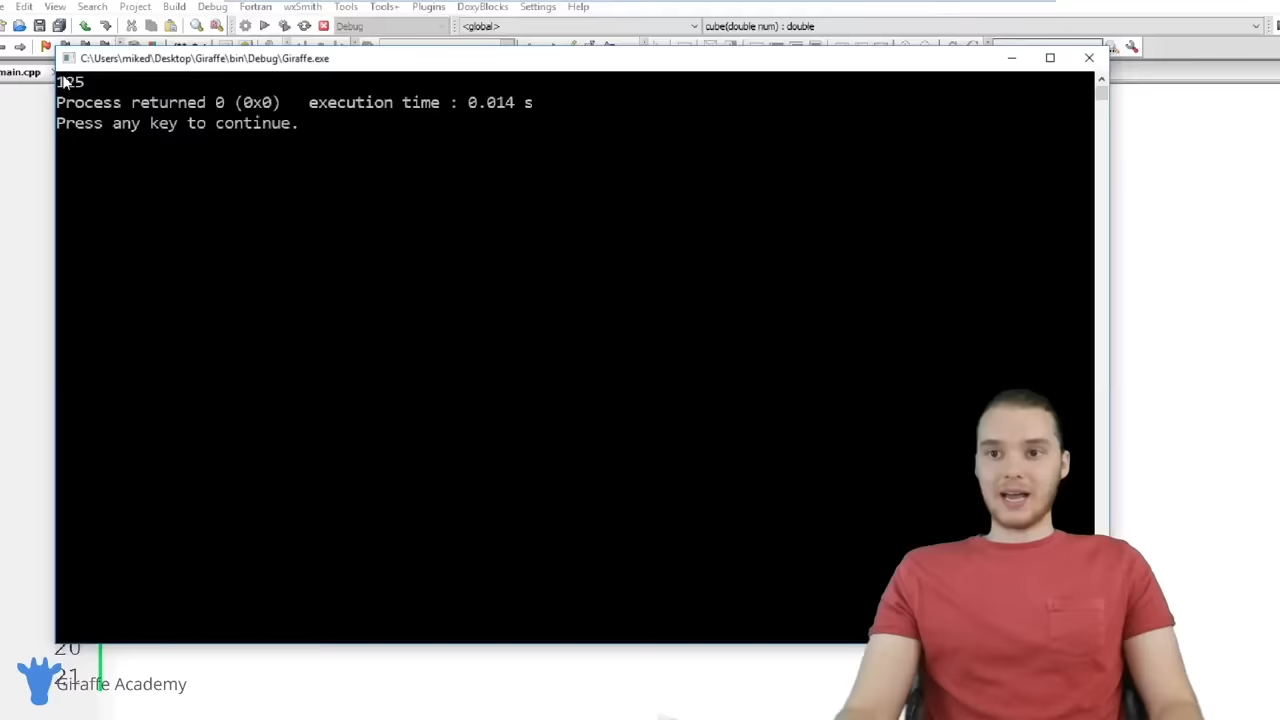 Edit View Search Project Build Debug Fortran wxSmith Tools Tools+ Plugins DoxyBlocks Settings Help
Debug <global> cube(double num) : double
main.cpp
C:\Users\miked\Desktop\Giraffe\bin\Debug\Giraffe.exe
125
Process returned 0 (0x0) execution time : 0.014 s
Press any key to continue.
20
21
Giraffe Academy